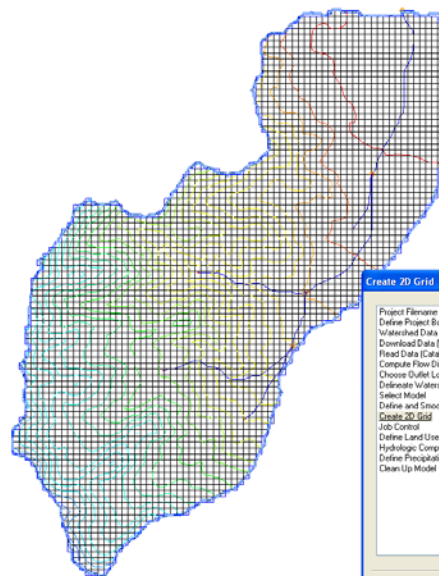 Create 2D Grid
Project Filename
Define Project Bo
Watershed Data
Download Data (
Read Data (Cata
Compute Flow Di
Choose Outlet Lo
Delineate Waters
Select Model
Define and Smoo
Create 2D Grid
Job Control
Define Land Use
Hydrologic Comp
Define Precipitati
Clean Up Model